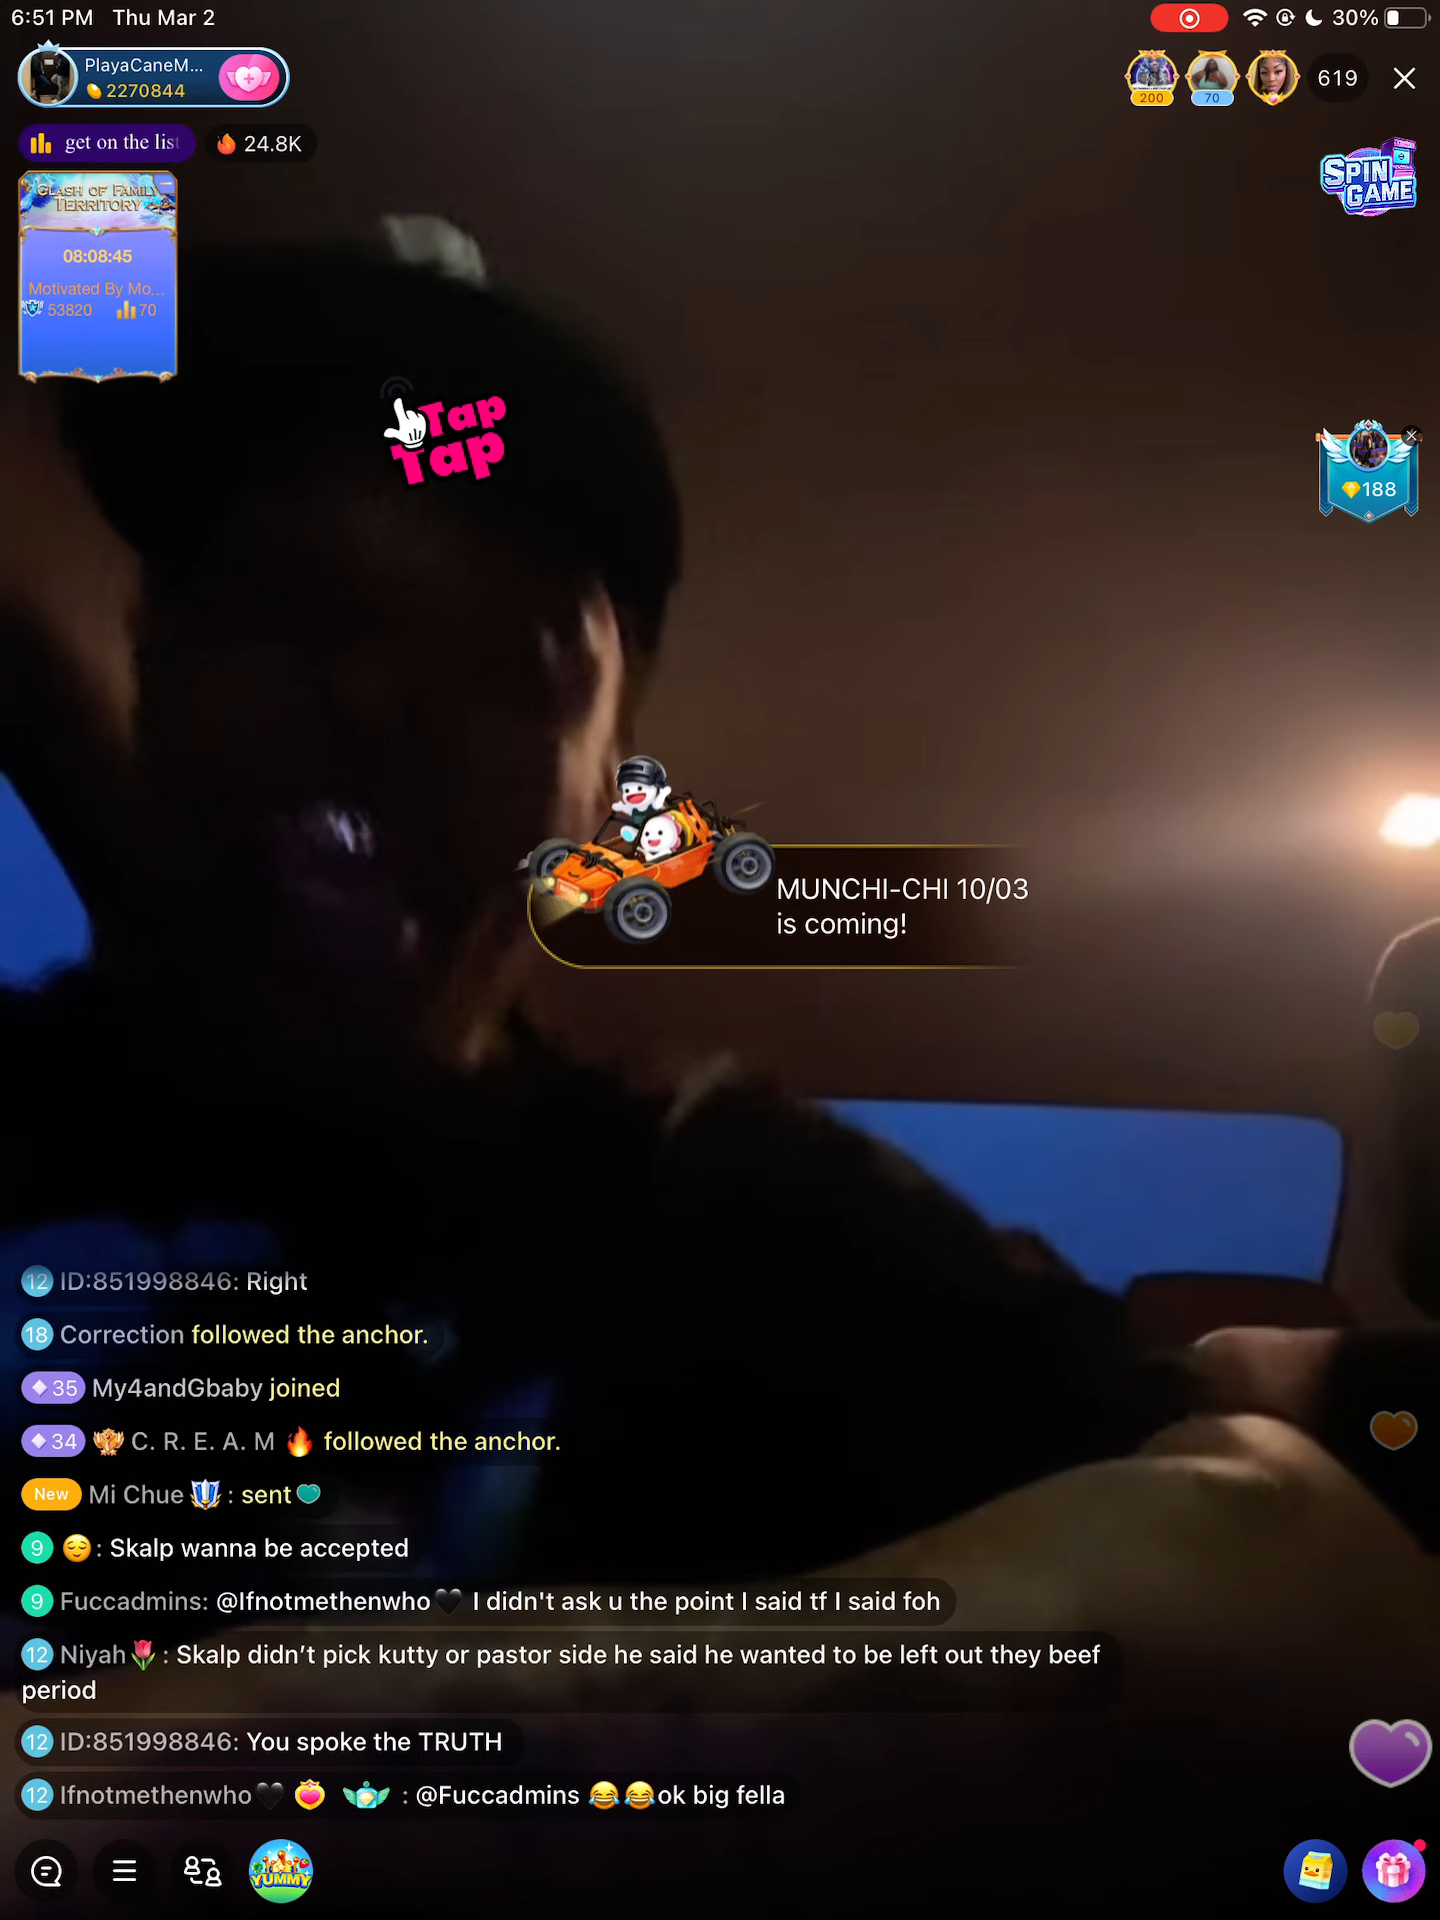 6:51 PM Thu Mar 2
30%
PlayaCaneM...
2270844
200
70
619
get on the list
24.8K
SPIN
GAME
CLASH OF FAMILY
TERRITORY
08:08:45
Motivated By Mo...
53820 70
Tap
Tap
188
MUNCHI-CHI 10/03
is coming!
12 ID:851998846: Right
18 Correction followed the anchor.
35 My4andGbaby joined
34 C. R. E. A. M 🔥 followed the anchor.
New Mi Chue : sent
9 😌: Skalp wanna be accepted
9 Fuccadmins: @Ifnotmethenwho🖤 I didn't ask u the point I said tf I said foh
12 Niyah🌷: Skalp didn’t pick kutty or pastor side he said he wanted to be left out they beef
period
12 ID:851998846: You spoke the TRUTH
12 Ifnotmethenwho🖤 : @Fuccadmins 😂😂ok big fella
YUMMY